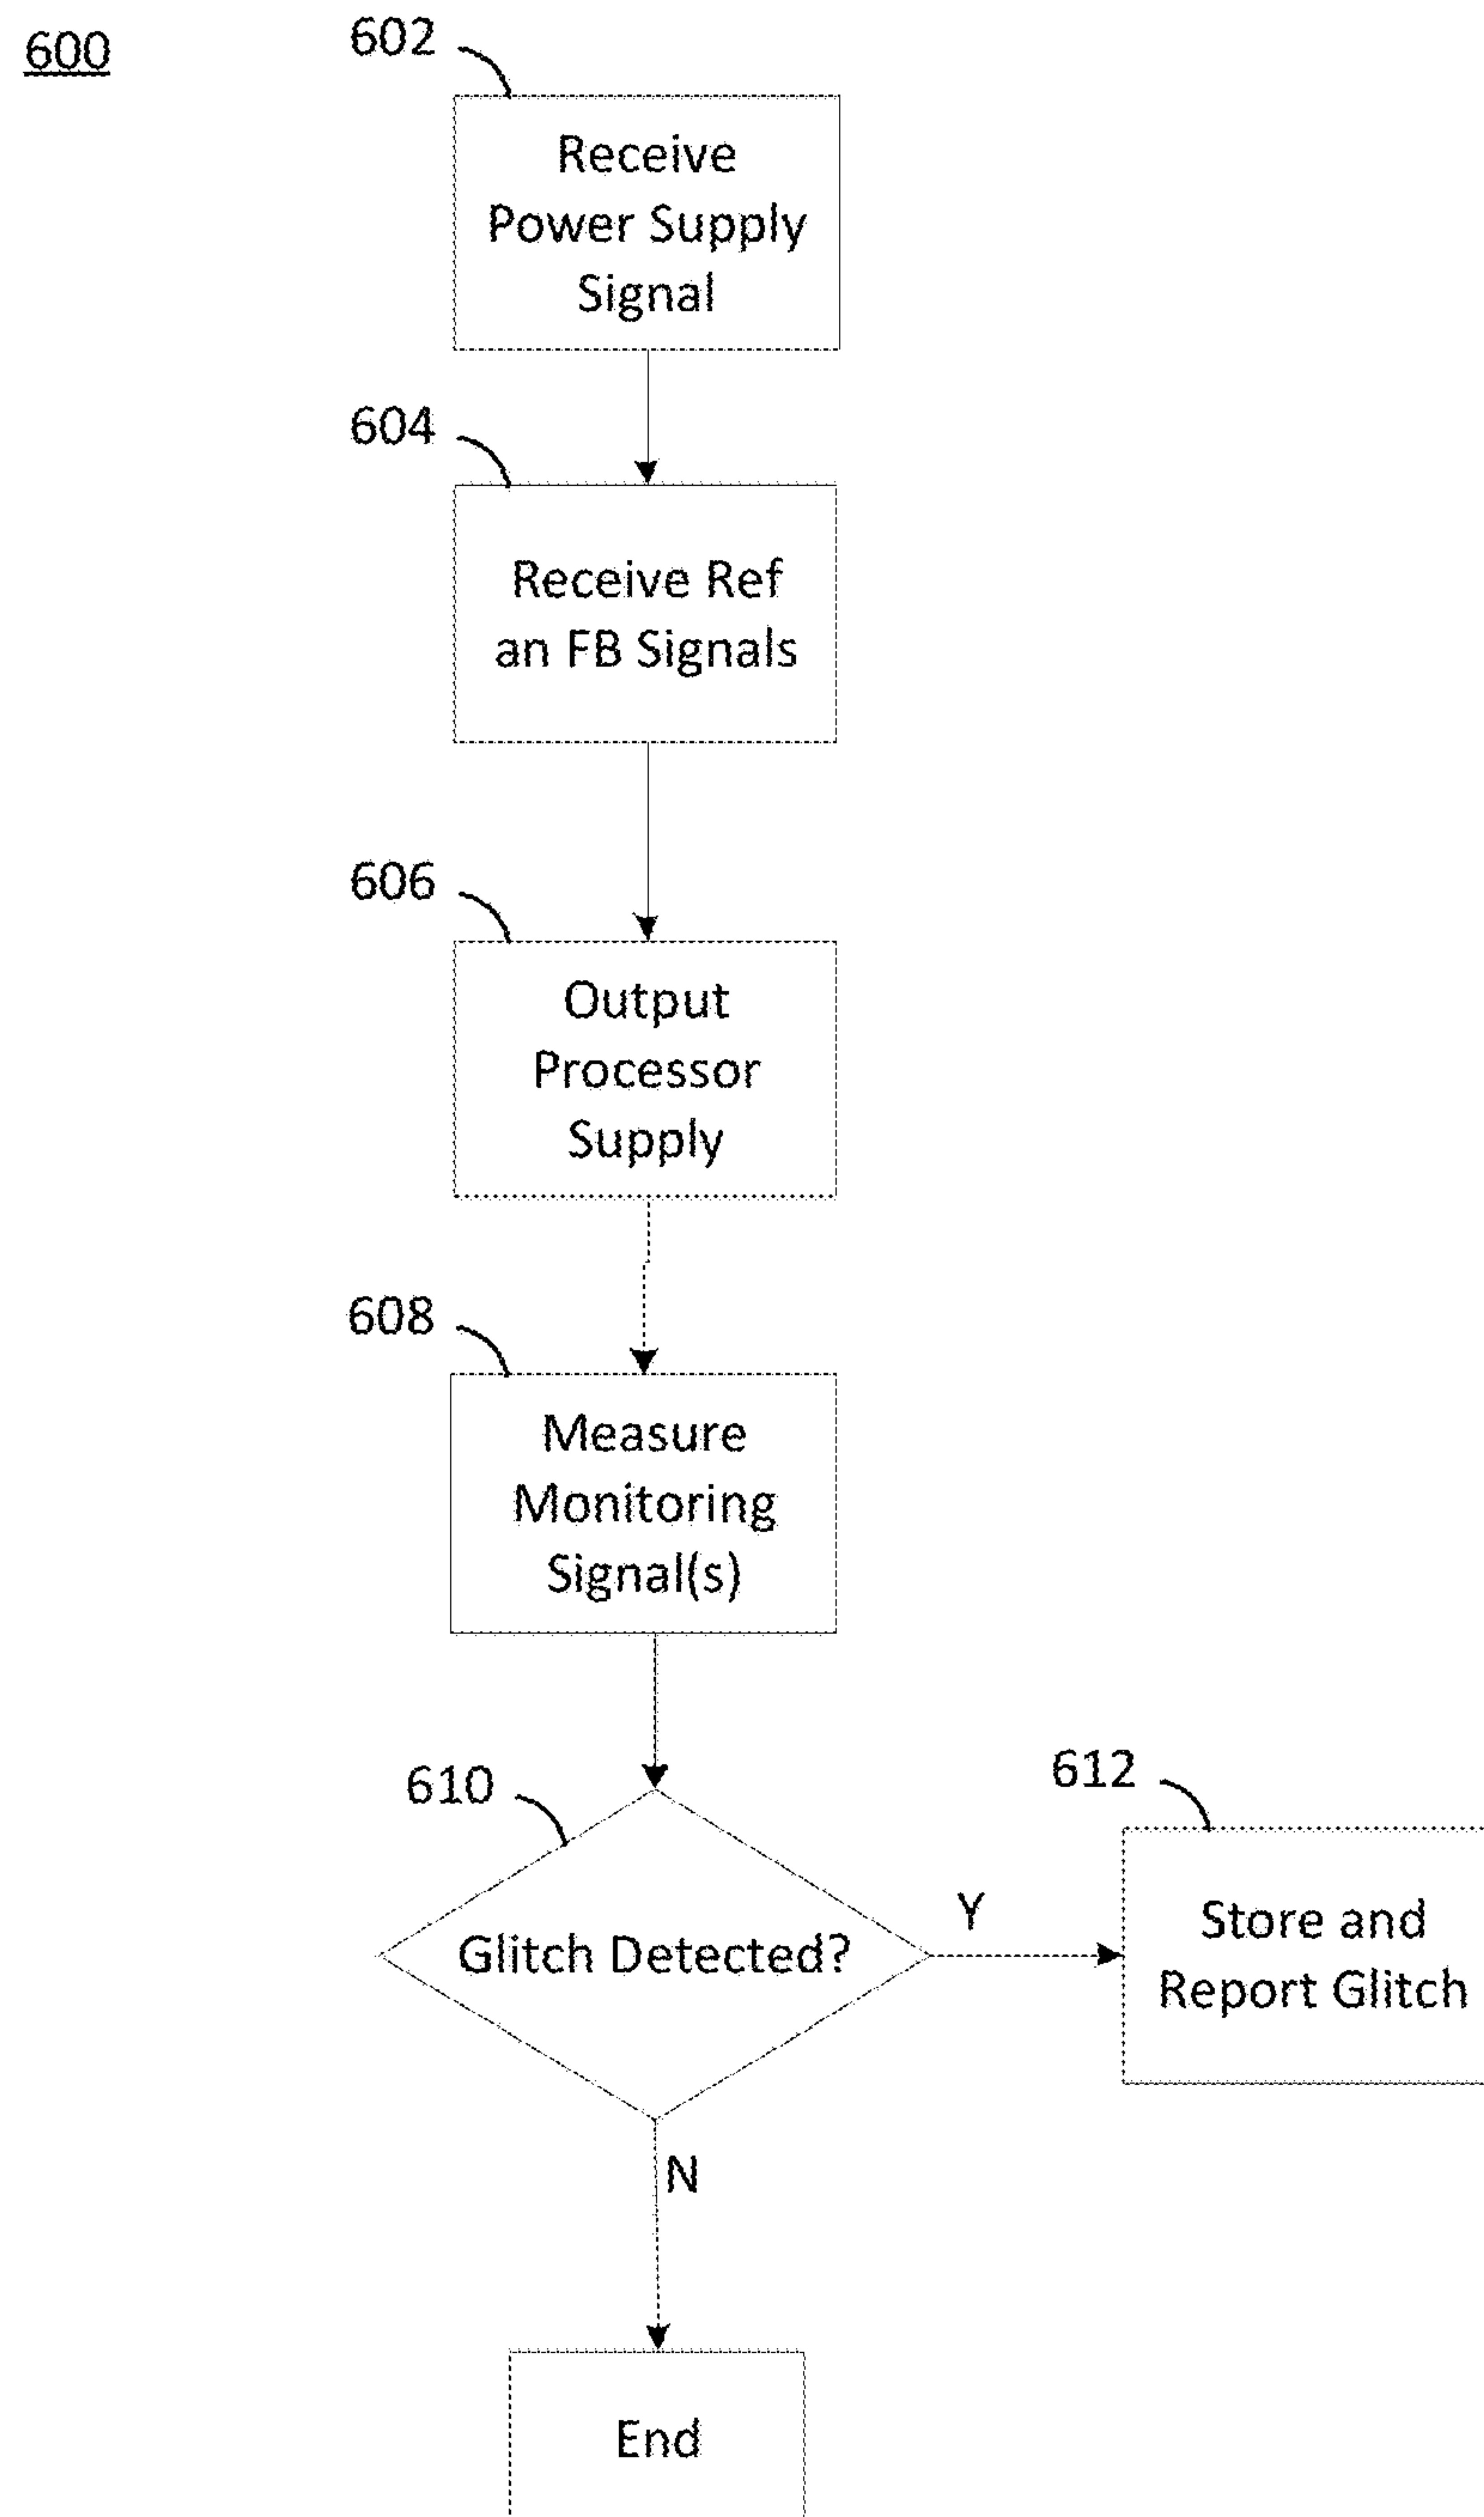 600
602
Receive
Power Supply
Signal
604
Receive Ref
an FB Signals
606
Output
Processor
Supply
608
Measure
Monitoring
Signal(s)
610
Glitch Detected?
Y
612
Store and
Report Glitch
N
End